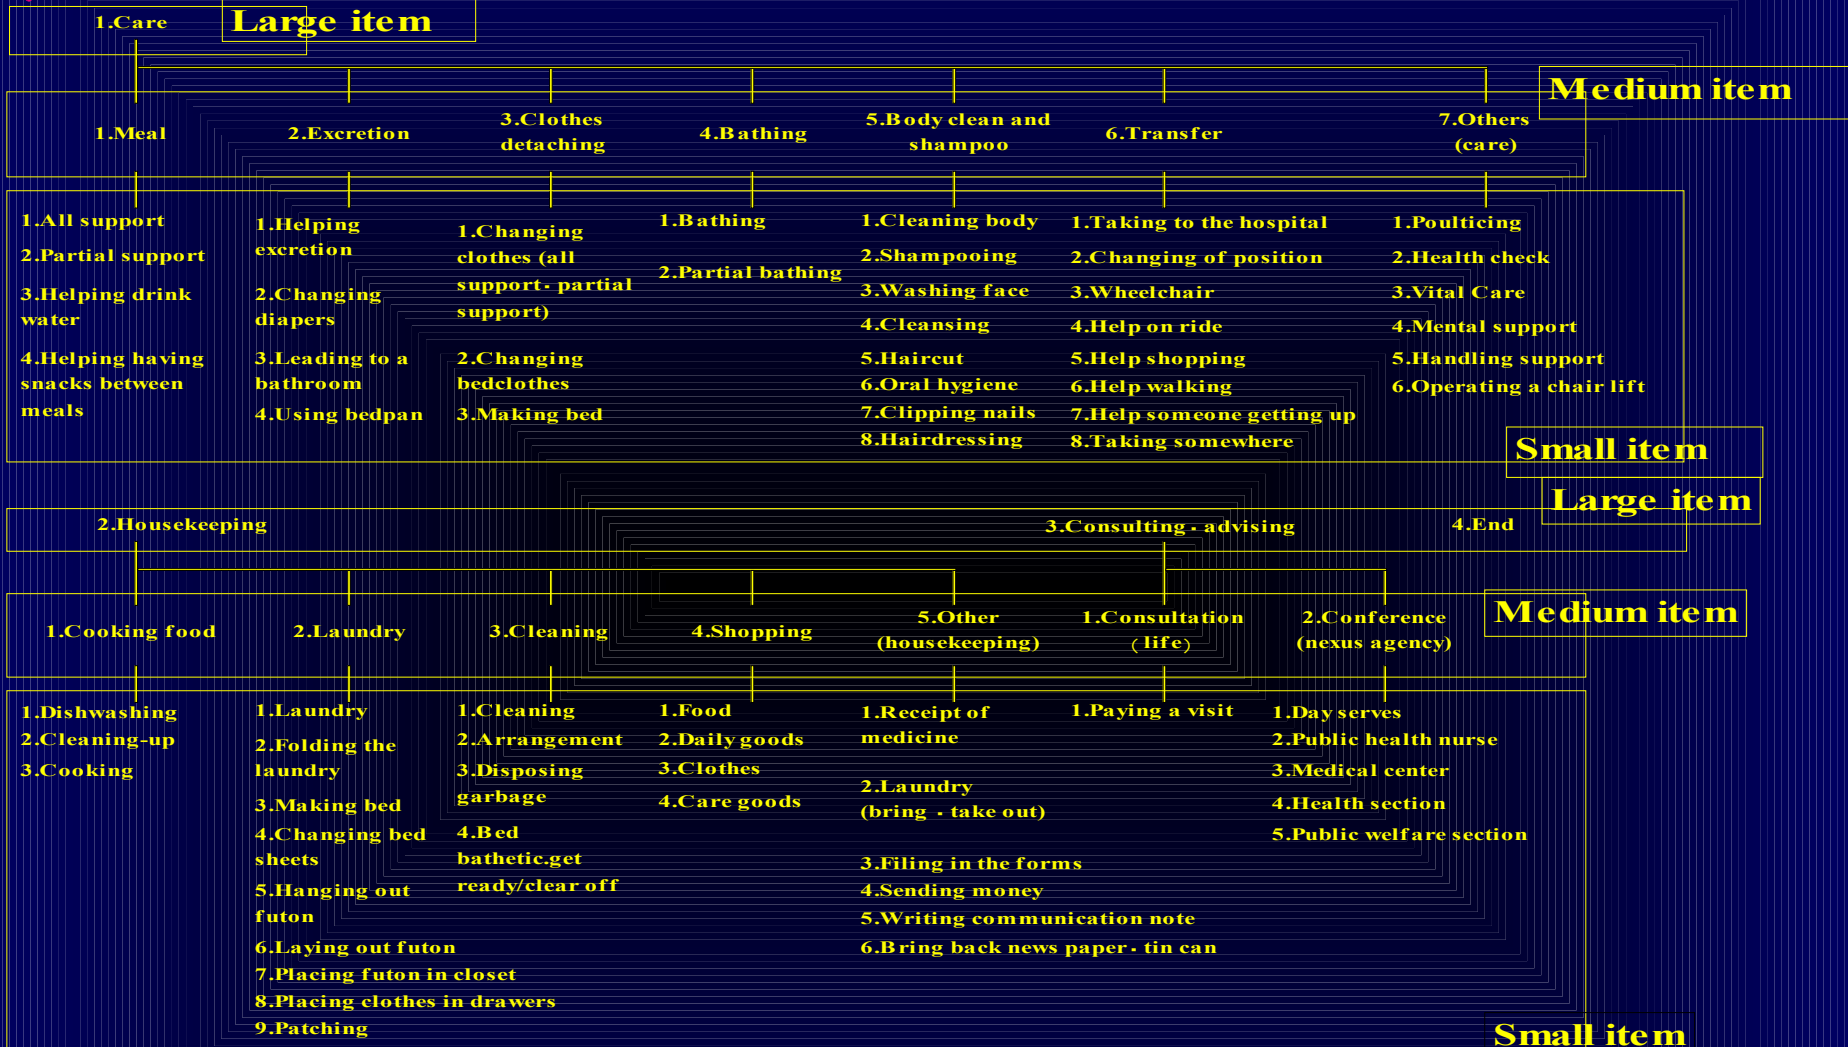 1.Care
Large item
Medium item
1.Meal
2.Excretion
3.Clothes
detaching
4.Bathing
5.Body clean and
shampoo
6.Transfer
7.Others
(care)
1.All support
2.Partial support
3.Helping drink
water
4.Helping having
snacks between
meals
1.Helping
excretion
2.Changing
diapers
3.Leading to a
bathroom
4.Using bedpan
1.Changing
clothes (all
support・partial
support)
2.Changing
bedclothes
3.Making bed
1.Bathing
2.Partial bathing
1.Cleaning body
2.Shampooing
3.Washing face
4.Cleansing
5.Haircut
6.Oral hygiene
7.Clipping nails
8.Hairdressing
1.Taking to the hospital
2.Changing of position
3.Wheelchair
4.Help on ride
5.Help shopping
6.Help walking
7.Help someone getting up
8.Taking somewhere
1.Poulticing
2.Health check
3.Vital Care
4.Mental support
5.Handling support
6.Operating a chair lift
Small item
Large item
2.Housekeeping
3.Consulting・advising
4.End
Medium item
1.Cooking food
2.Laundry
3.Cleaning
4.Shopping
5.Other
(housekeeping)
1.Consultation
(life)
2.Conference
(nexus agency)
1.Dishwashing
2.Cleaning-up
3.Cooking
1.Laundry
2.Folding the
laundry
3.Making bed
4.Changing bed
sheets
5.Hanging out
futon
6.Laying out futon
7.Placing futon in closet
8.Placing clothes in drawers
9.Patching
1.Cleaning
2.Arrangement
3.Disposing
garbage
4.Bed
bathetic.get
ready/clear off
1.Food
2.Daily goods
3.Clothes
4.Care goods
1.Receipt of
medicine
2.Laundry
(bring ・take out)
3.Filing in the forms
4.Sending money
5.Writing communication note
6.Bring back news paper・tin can
1.Paying a visit
1.Day serves
2.Public health nurse
3.Medical center
4.Health section
5.Public welfare section
Small item